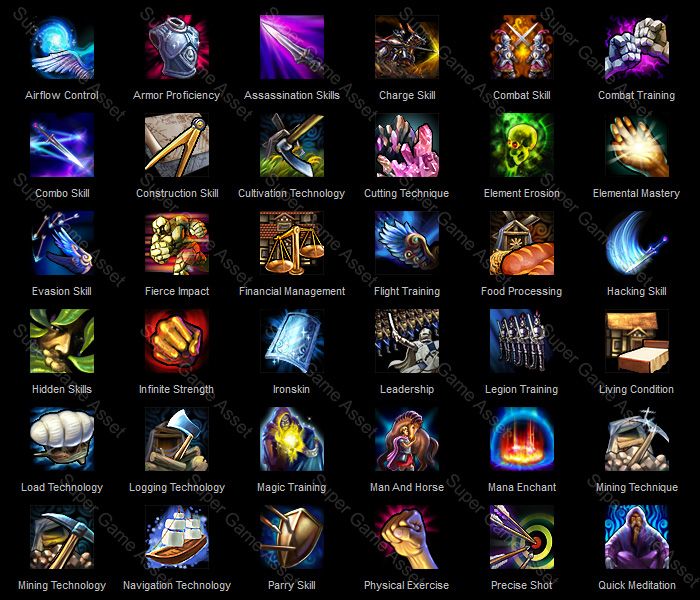 Airflow Control Armor Proficiency Assassination Skills Charge Skill Combat Skill Combat Training
Combo Skill Construction Skill Cultivation Technology Cutting Technique Element Erosion Elemental Mastery
Evasion Skill Fierce Impact Financial Management Flight Training Food Processing Hacking Skill
Hidden Skills Infinite Strength Ironskin Leadership Legion Training Living Condition
Load Technology Logging Technology Magic Training Man And Horse Mana Enchant Mining Technique
Mining Technology Navigation Technology Parry Skill Physical Exercise Precise Shot Quick Meditation
Super Game Asset